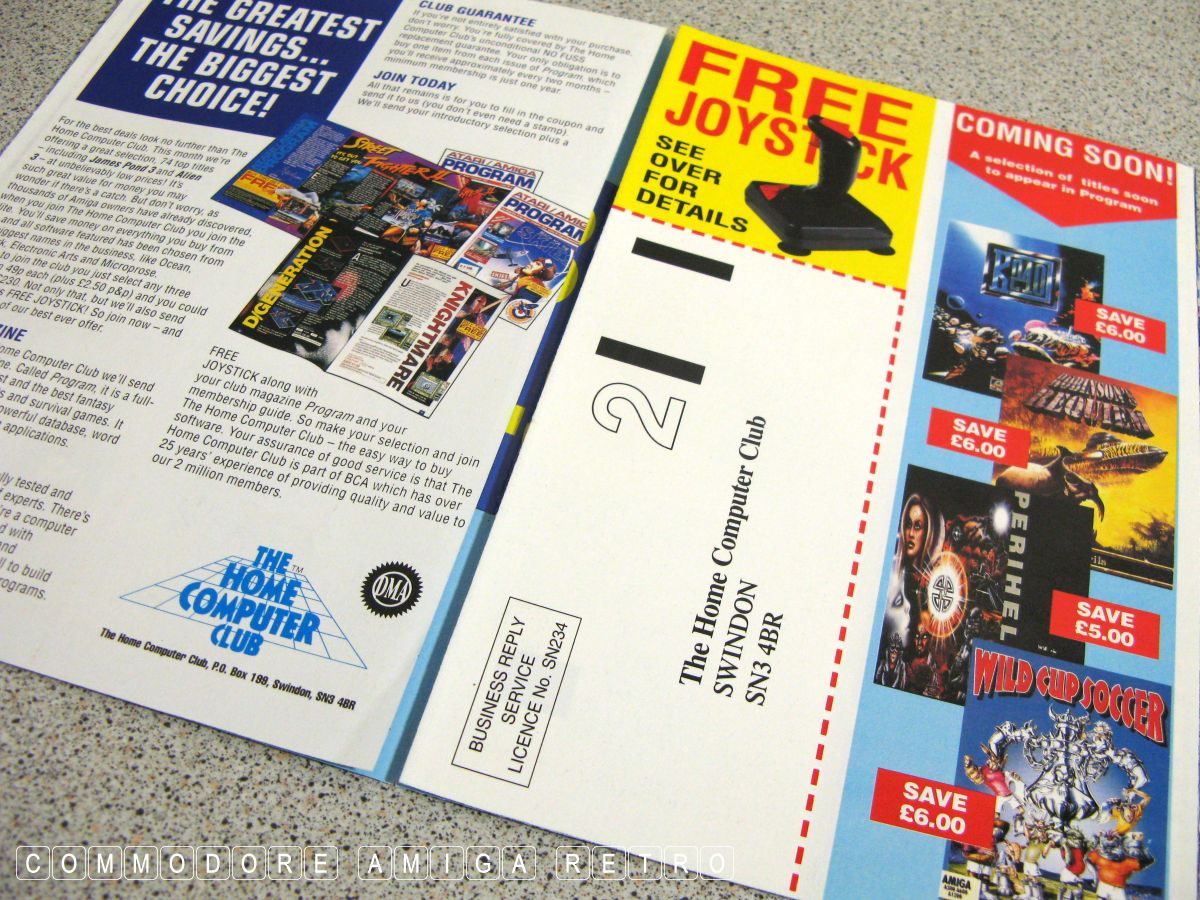 THE GREATEST
SAVINGS...
THE BIGGEST
CHOICE!
For the best deals look no further than The
Home Computer Club. This month we're
offering a great selection, 74 top titles
– including James Pond 3 and Alien
3 – at unbelievably low prices! It's
such great value for money you may
wonder if there's a catch. But don't worry, as
thousands of Amiga owners have already discovered,
when you join The Home Computer Club you join the
You'll save money on everything you buy from
and all software featured has been chosen from
biggest names in the business, like Ocean,
Electronic Arts and Microprose.
to join the club you just select any three
49p each (plus £2.50 p&p) and you could
£230. Not only that, but we'll also send
FREE JOYSTICK! So join now – and
of our best ever offer.
Home Computer Club we'll send
Called Program, it is a full-
and the best fantasy
and survival games. It
powerful database, word
applications.
tested and
experts. There's
a computer
with
and
to build
programs.
CLUB GUARANTEE
If you're not entirely satisfied with your purchase,
don't worry. You're fully covered by The Home
Computer Club's unconditional NO FUSS
replacement guarantee. Your only obligation is to
buy one item from each issue of Program, which
you'll receive approximately every two months –
minimum membership is just one year
JOIN TODAY
All that remains is for you to fill in the coupon and
send it to us (you don't even need a stamp).
We'll send your introductory selection plus a
STREET
FIGHTER II
ATARI/AMIGA
PROGRAM
ATARI/AMIGA
PROGRAM
D/GENERATION
KNIGHTMARE
FREE
JOYSTICK along with
your club magazine Program and your
membership guide. So make your selection and join
The Home Computer Club – the easy way to buy
software. Your assurance of good service is that The
Home Computer Club is part of BCA which has over
25 years' experience of providing quality and value to
our 2 million members.
THE
HOME
COMPUTER
CLUB
TM
DMA
The Home Computer Club, P.O. Box 199, Swindon, SN3 4BR
FREE
JOYSTICK
SEE
OVER
FOR
DETAILS
2
The Home Computer Club
SWINDON
SN3 4BR
BUSINESS REPLY
SERVICE
LICENCE No. SN234
COMING SOON!
A selection of titles soon
to appear in Program
SAVE
£6.00
SAVE
£6.00
PERIHEL
SAVE
£5.00
WILD CUP SOCCER
SAVE
£6.00
AMIGA
COMMODORE AMIGA RETRO